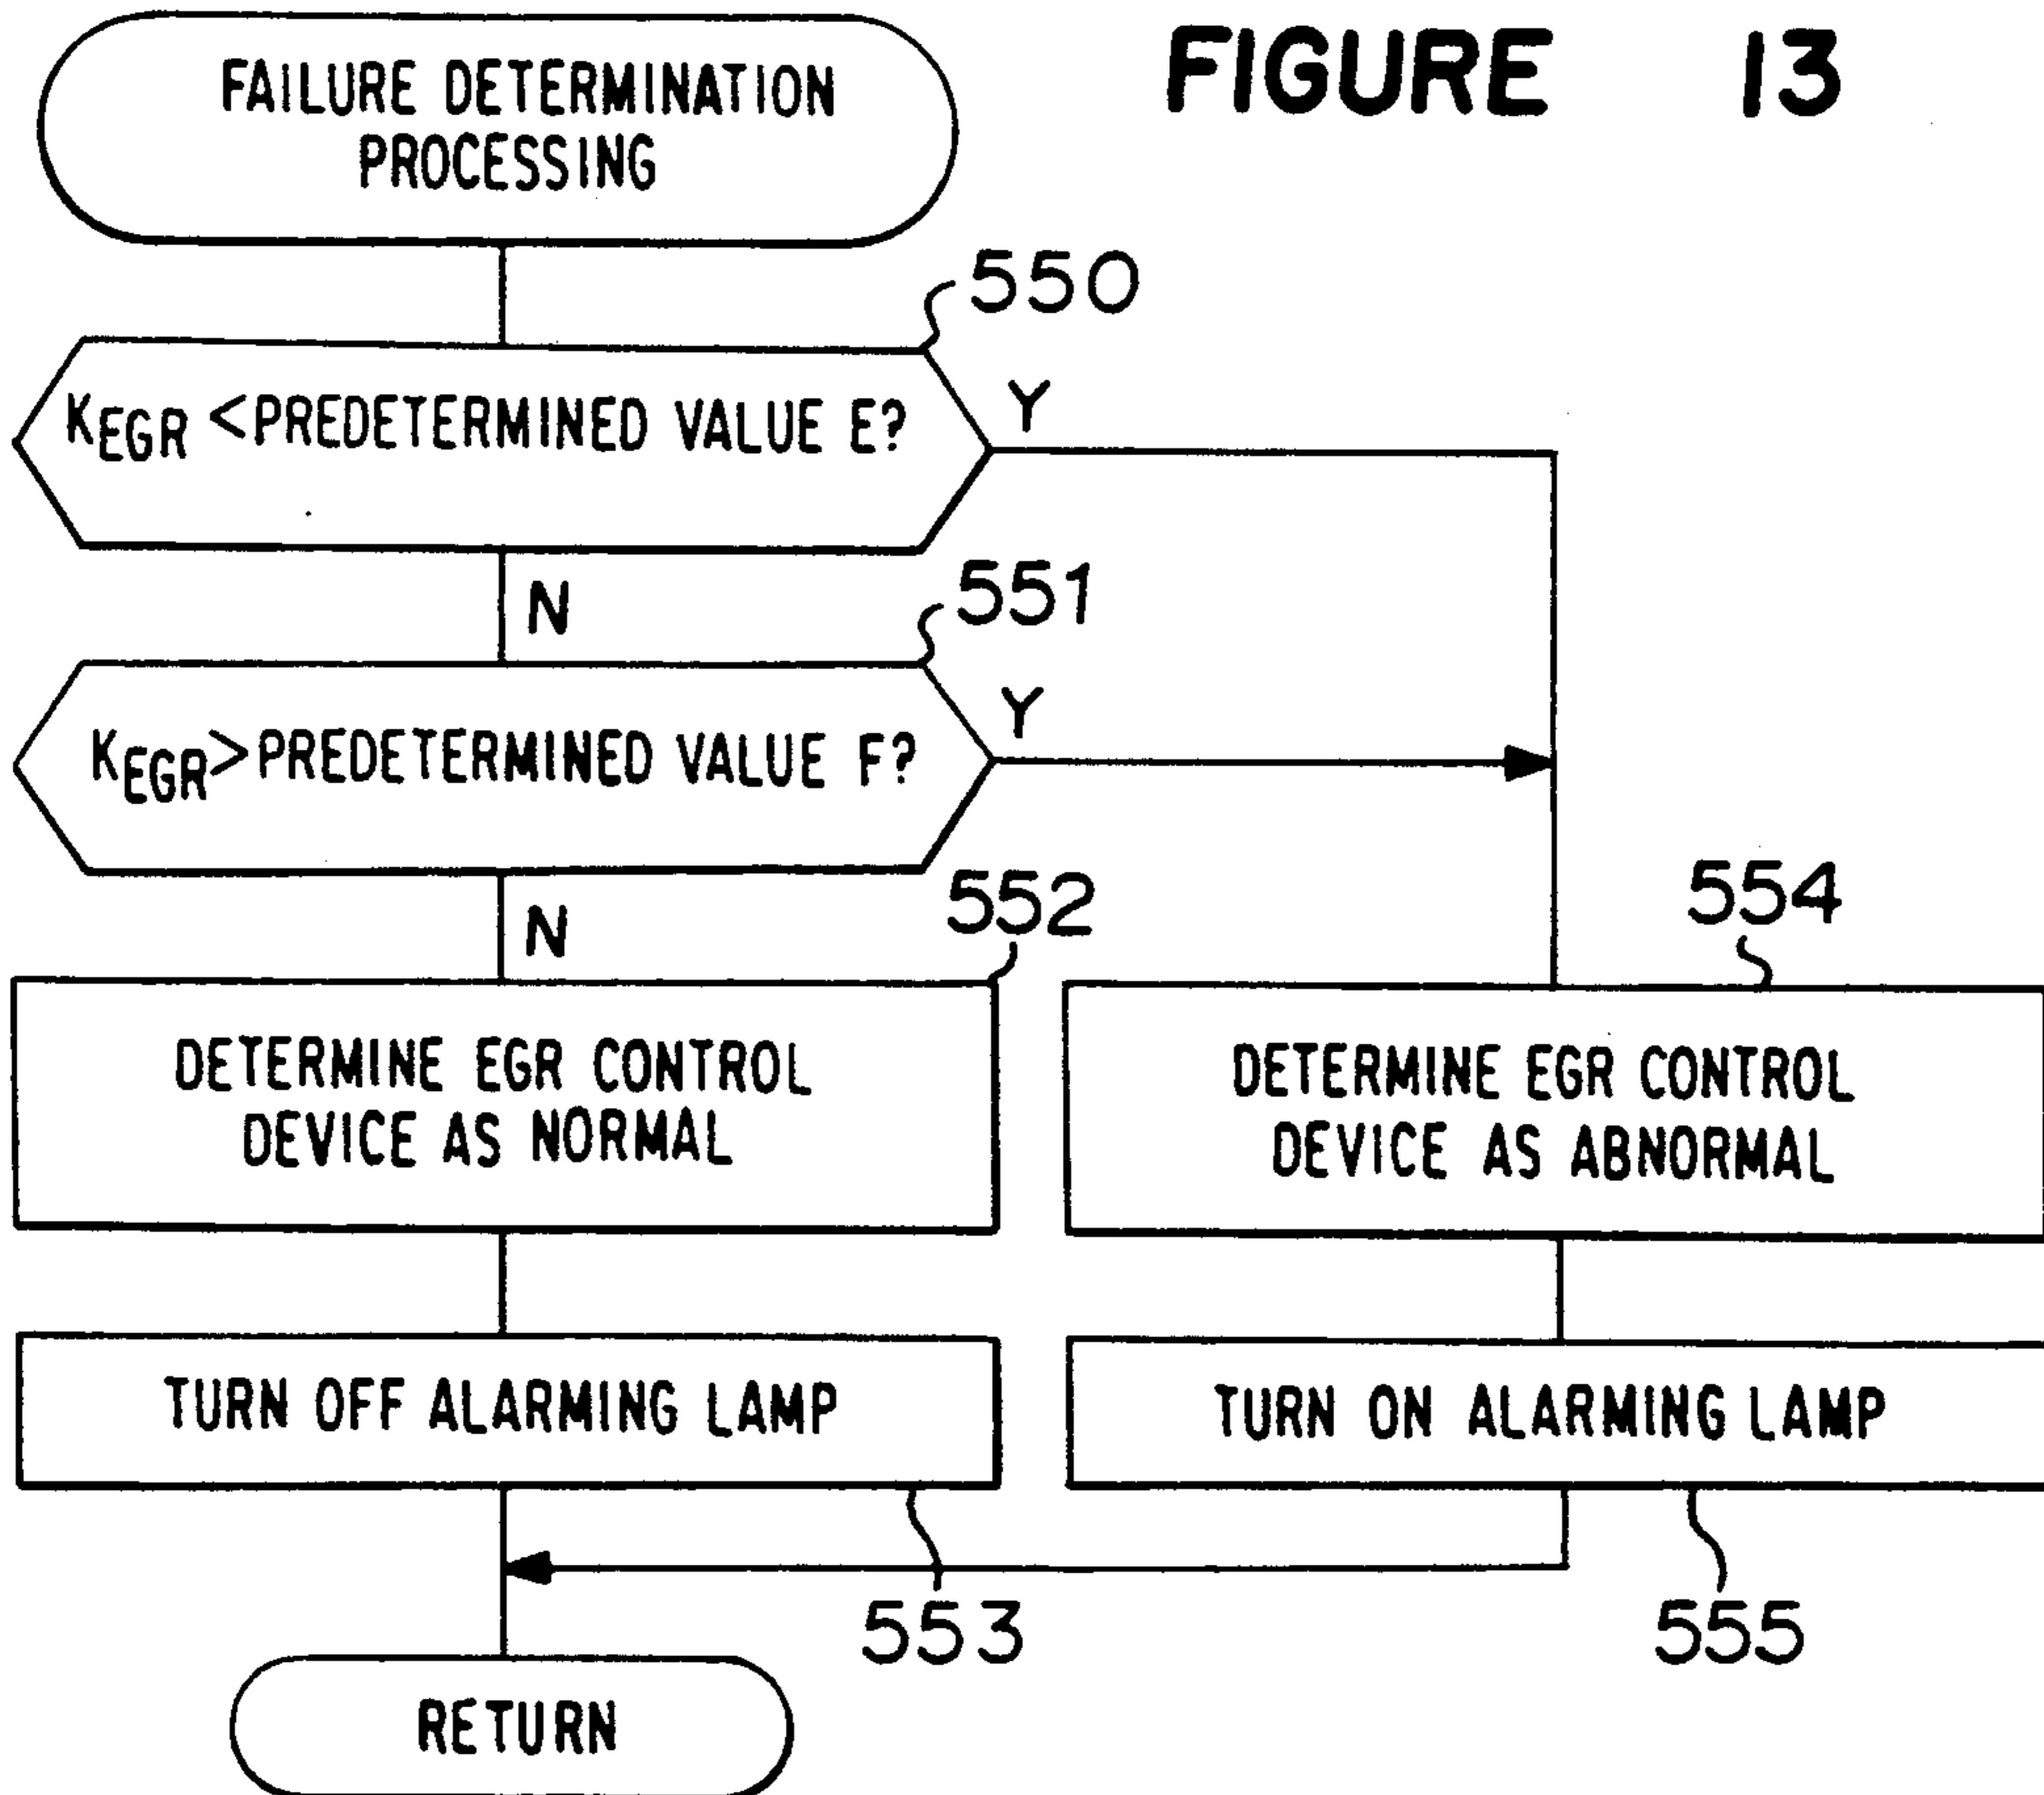 FIGURE 13
FAILURE DETERMINATION
PROCESSING
550
KEGR <PREDETERMINED VALUE E?
Y
N
551
KEGR>PREDETERMINED VALUE F?
Y
N
552
554
DETERMINE EGR CONTROL
DEVICE AS NORMAL
DETERMINE EGR CONTROL
DEVICE AS ABNORMAL
TURN OFF ALARMING LAMP
TURN ON ALARMING LAMP
553
555
RETURN